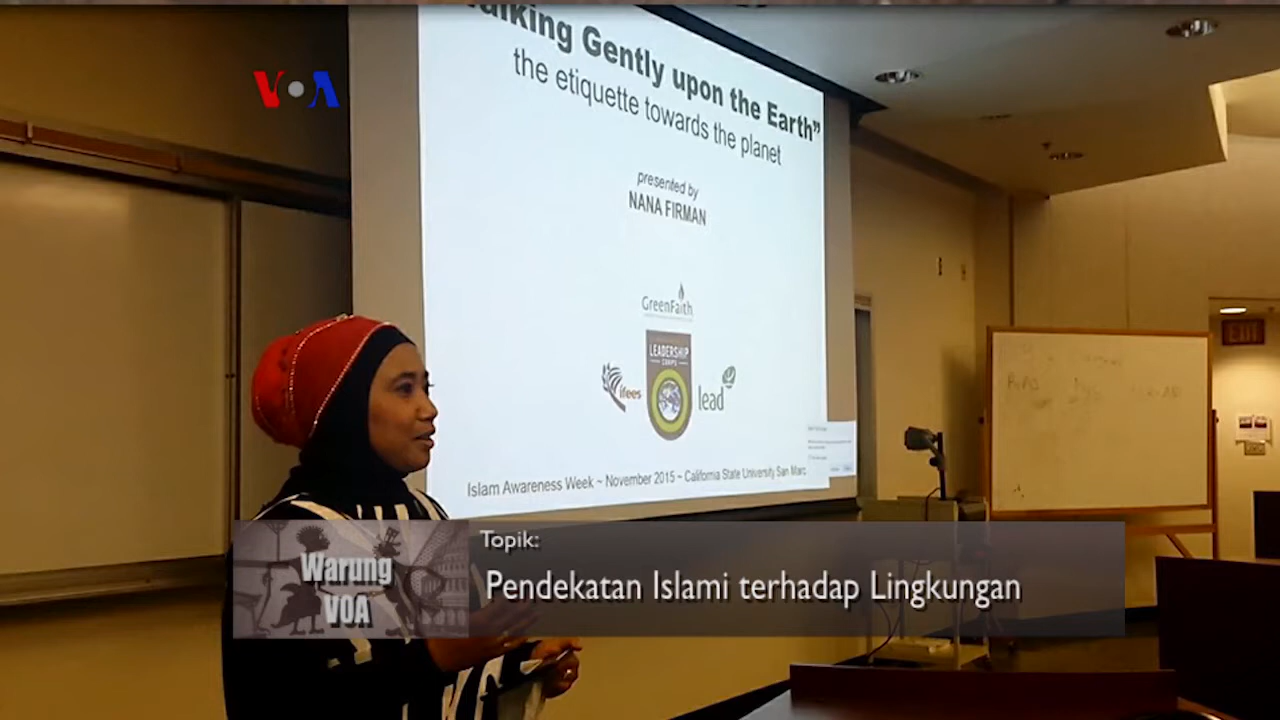 VOA
alking Gently upon the Earth”
the etiquette towards the planet
presented by
NANA FIRMAN
GreenFaith
LEADERSHIP
CORPS
ifees
lead
Islam Awareness Week ~ November 2015 ~ California State University San Marc
EXIT
Topik:
Warung
VOA
Pendekatan Islami terhadap Lingkungan